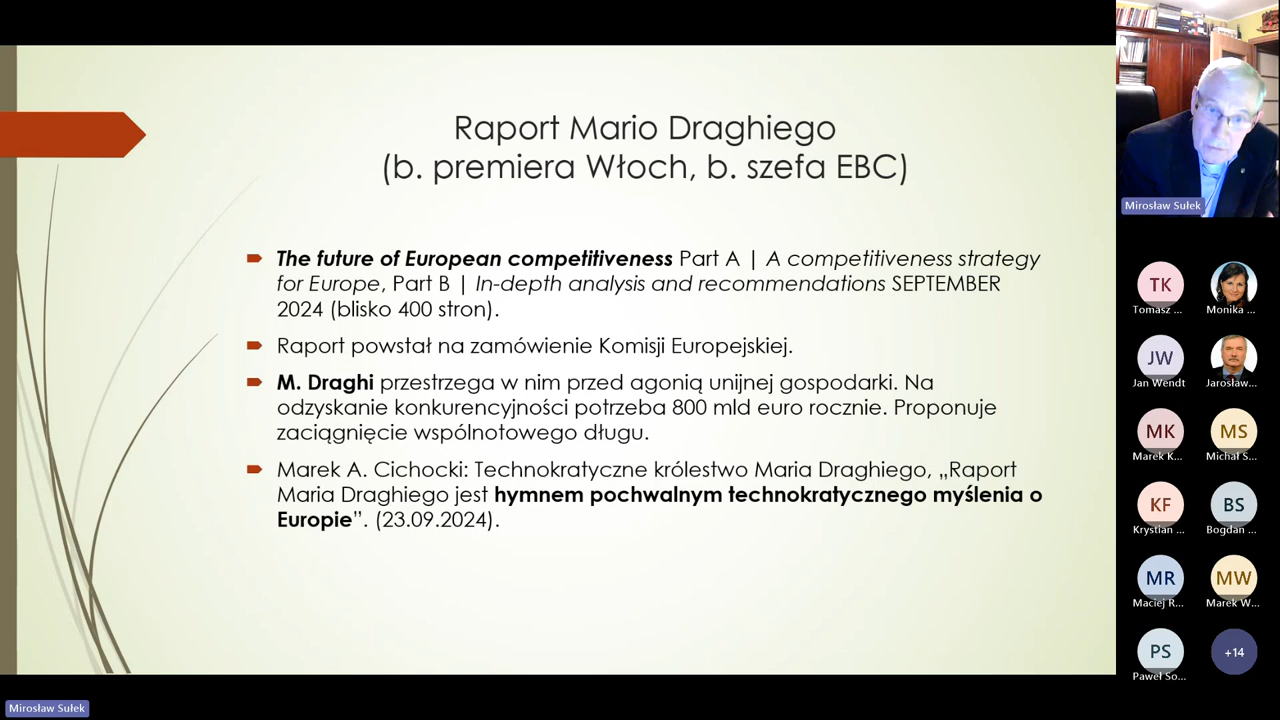 Raport Mario Draghiego
(b. premiera Włoch, b. szefa EBC)
The future of European competitiveness Part A | A competitiveness strategy
for Europe, Part B | In-depth analysis and recommendations SEPTEMBER
2024 (blisko 400 stron).
Raport powstał na zamówienie Komisji Europejskiej.
M. Draghi przestrzega w nim przed agonią unijnej gospodarki. Na
odzyskanie konkurencyjności potrzeba 800 mld euro rocznie. Proponuje
zaciągnięcie wspólnotowego długu.
Marek A. Cichocki: Technokratyczne królestwo Maria Draghiego, „Raport
Maria Draghiego jest hymnem pochwalnym technokratycznego myślenia o
Europie”. (23.09.2024).
Mirosław Sułek
TK
Tomasz ...
Monika ...
JW
Jan Wendt
Jarosław...
MK
Marek K...
MS
Michał S...
KF
Krystian ...
BS
Bogdan ...
MR
Maciej R...
MW
Marek W...
PS
Paweł So...
+14
Mirosław Sułek